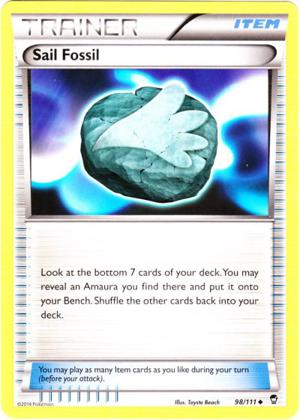 TRAINER
ITEM
Sail Fossil
Look at the bottom 7 cards of your deck. You may
reveal an Amaura you find there and put it onto
your Bench. Shuffle the other cards back into your
deck.
You may play as many Item cards as you like during your turn
(before your attack).
©2014 Pokémon
Illus. Toyste Beach
98/111